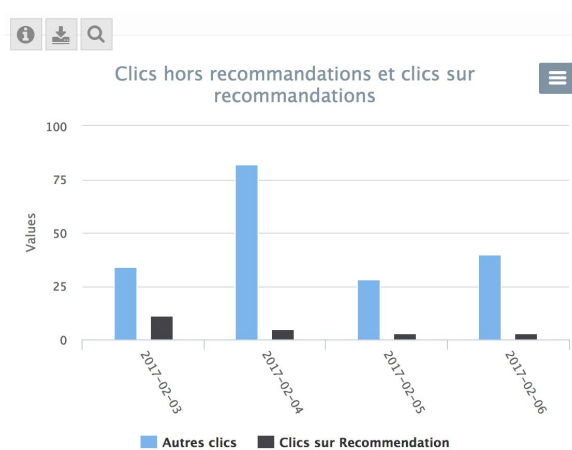 Clics hors recommandations et clics sur
recommandations
100
75
50
25
0
Values
2017-02-03
2017-02-04
2017-02-05
2017-02-06
Autres clics
Clics sur Recommendation